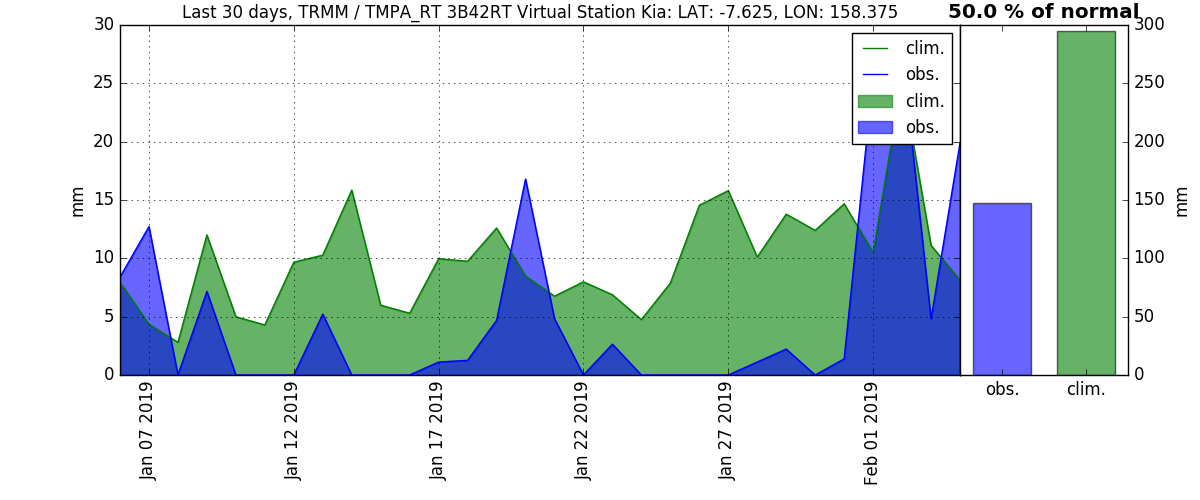 Last 30 days, TRMM / TMPA_RT 3B42RT Virtual Station Kia: LAT: -7.625, LON: 158.375
50.0 % of normal
30
25
20
15
10
5
0
mm
clim.
obs.
clim.
obs.
300
250
200
150
100
50
0
mm
Jan 07 2019
Jan 12 2019
Jan 17 2019
Jan 22 2019
Jan 27 2019
Feb 01 2019
obs.
clim.